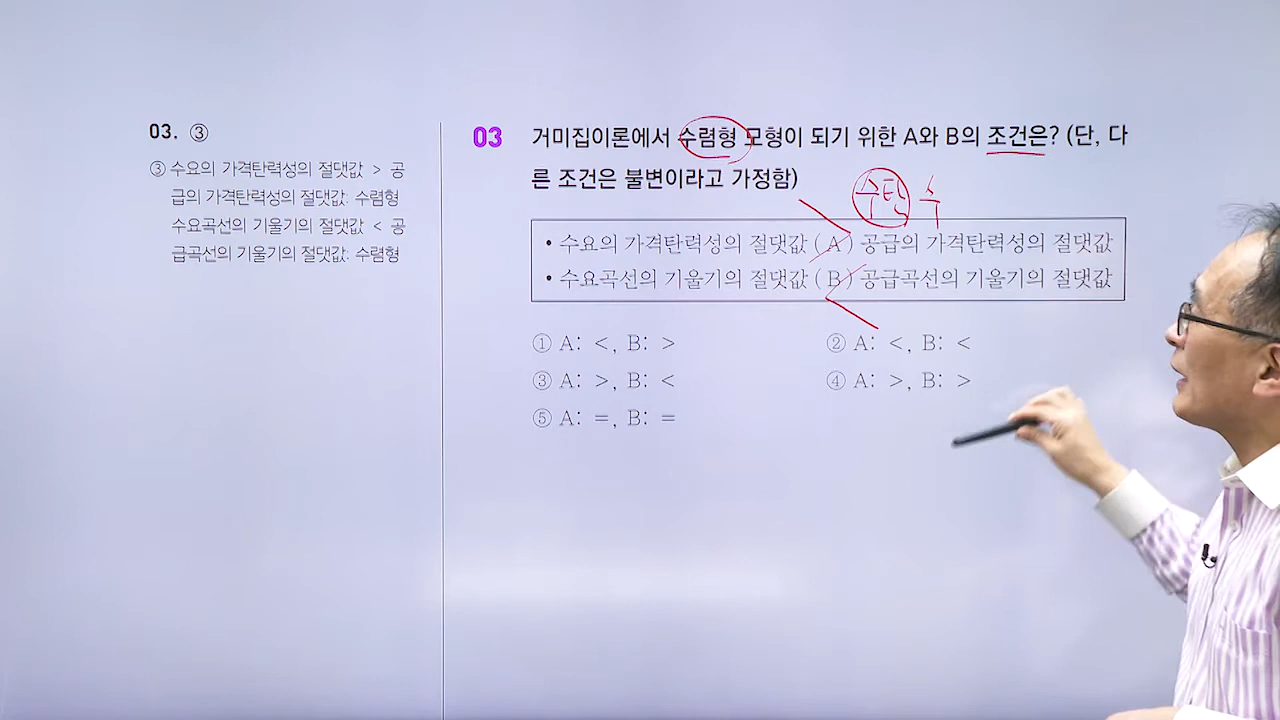 03. ③
③ 수요의 가격탄력성의 절댓값 > 공
급의 가격탄력성의 절댓값: 수렴형
수요곡선의 기울기의 절댓값 < 공
급곡선의 기울기의 절댓값: 수렴형
03 거미집이론에서 수렴형 모형이 되기 위한 A와 B의 조건은? (단, 다
른 조건은 불변이라고 가정함)
수탄 수
• 수요의 가격탄력성의 절댓값 ( A ) 공급의 가격탄력성의 절댓값
• 수요곡선의 기울기의 절댓값 ( B ) 공급곡선의 기울기의 절댓값
① A: <, B: > ② A: <, B: <
③ A: >, B: < ④ A: >, B: >
⑤ A: =, B: =